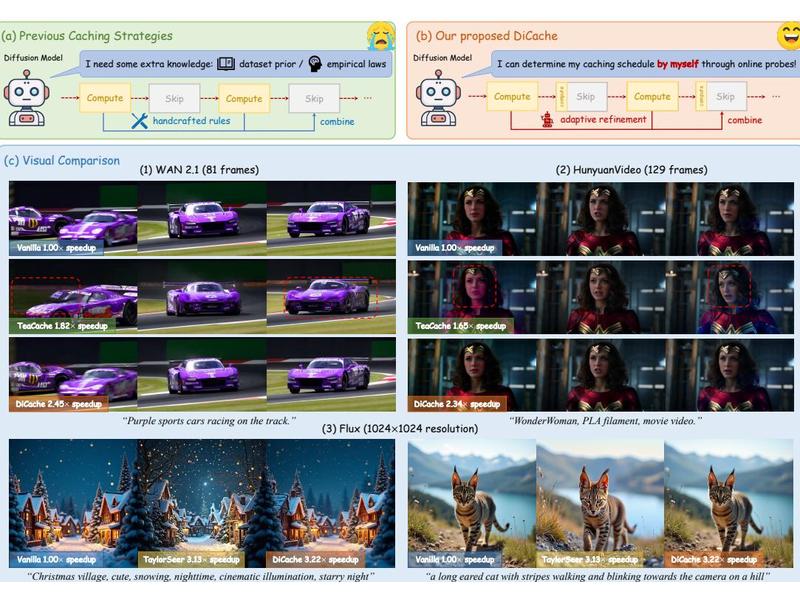 (a) Previous Caching Strategies
Diffusion Model
I need some extra knowledge: dataset prior / empirical laws
Compute
Skip
Compute
Skip
...
handcrafted rules
combine
(b) Our proposed DiCache
Diffusion Model
I can determine my caching schedule by myself through online probes!
Compute
Skip
Compute
Skip
...
adaptive refinement
combine
(c) Visual Comparison
(1) WAN 2.1 (81 frames)
(2) HunyuanVideo (129 frames)
Vanilla 1.00× speedup
Vanilla 1.00× speedup
TeaCache 1.82× speedup
TeaCache 1.65× speedup
DiCache 2.45× speedup
DiCache 2.34× speedup
“Purple sports cars racing on the track.”
“WonderWoman, PLA filament, movie video.”
(3) Flux (1024×1024 resolution)
Vanilla 1.00× speedup
TaylorSeer 3.13× speedup
DiCache 3.22× speedup
Vanilla 1.00× speedup
TaylorSeer 3.13× speedup
DiCache 3.22× speedup
“Christmas village, cute, snowing, nighttime, cinematic illumination, starry night”
“a long eared cat with stripes walking and blinking towards the camera on a hill”